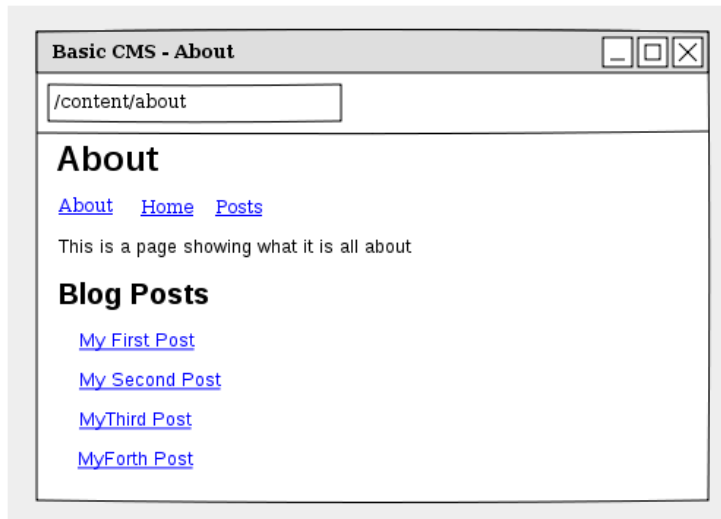 Basic CMS - About
/content/about
About
About Home Posts
This is a page showing what it is all about
Blog Posts
My First Post
My Second Post
MyThird Post
MyForth Post